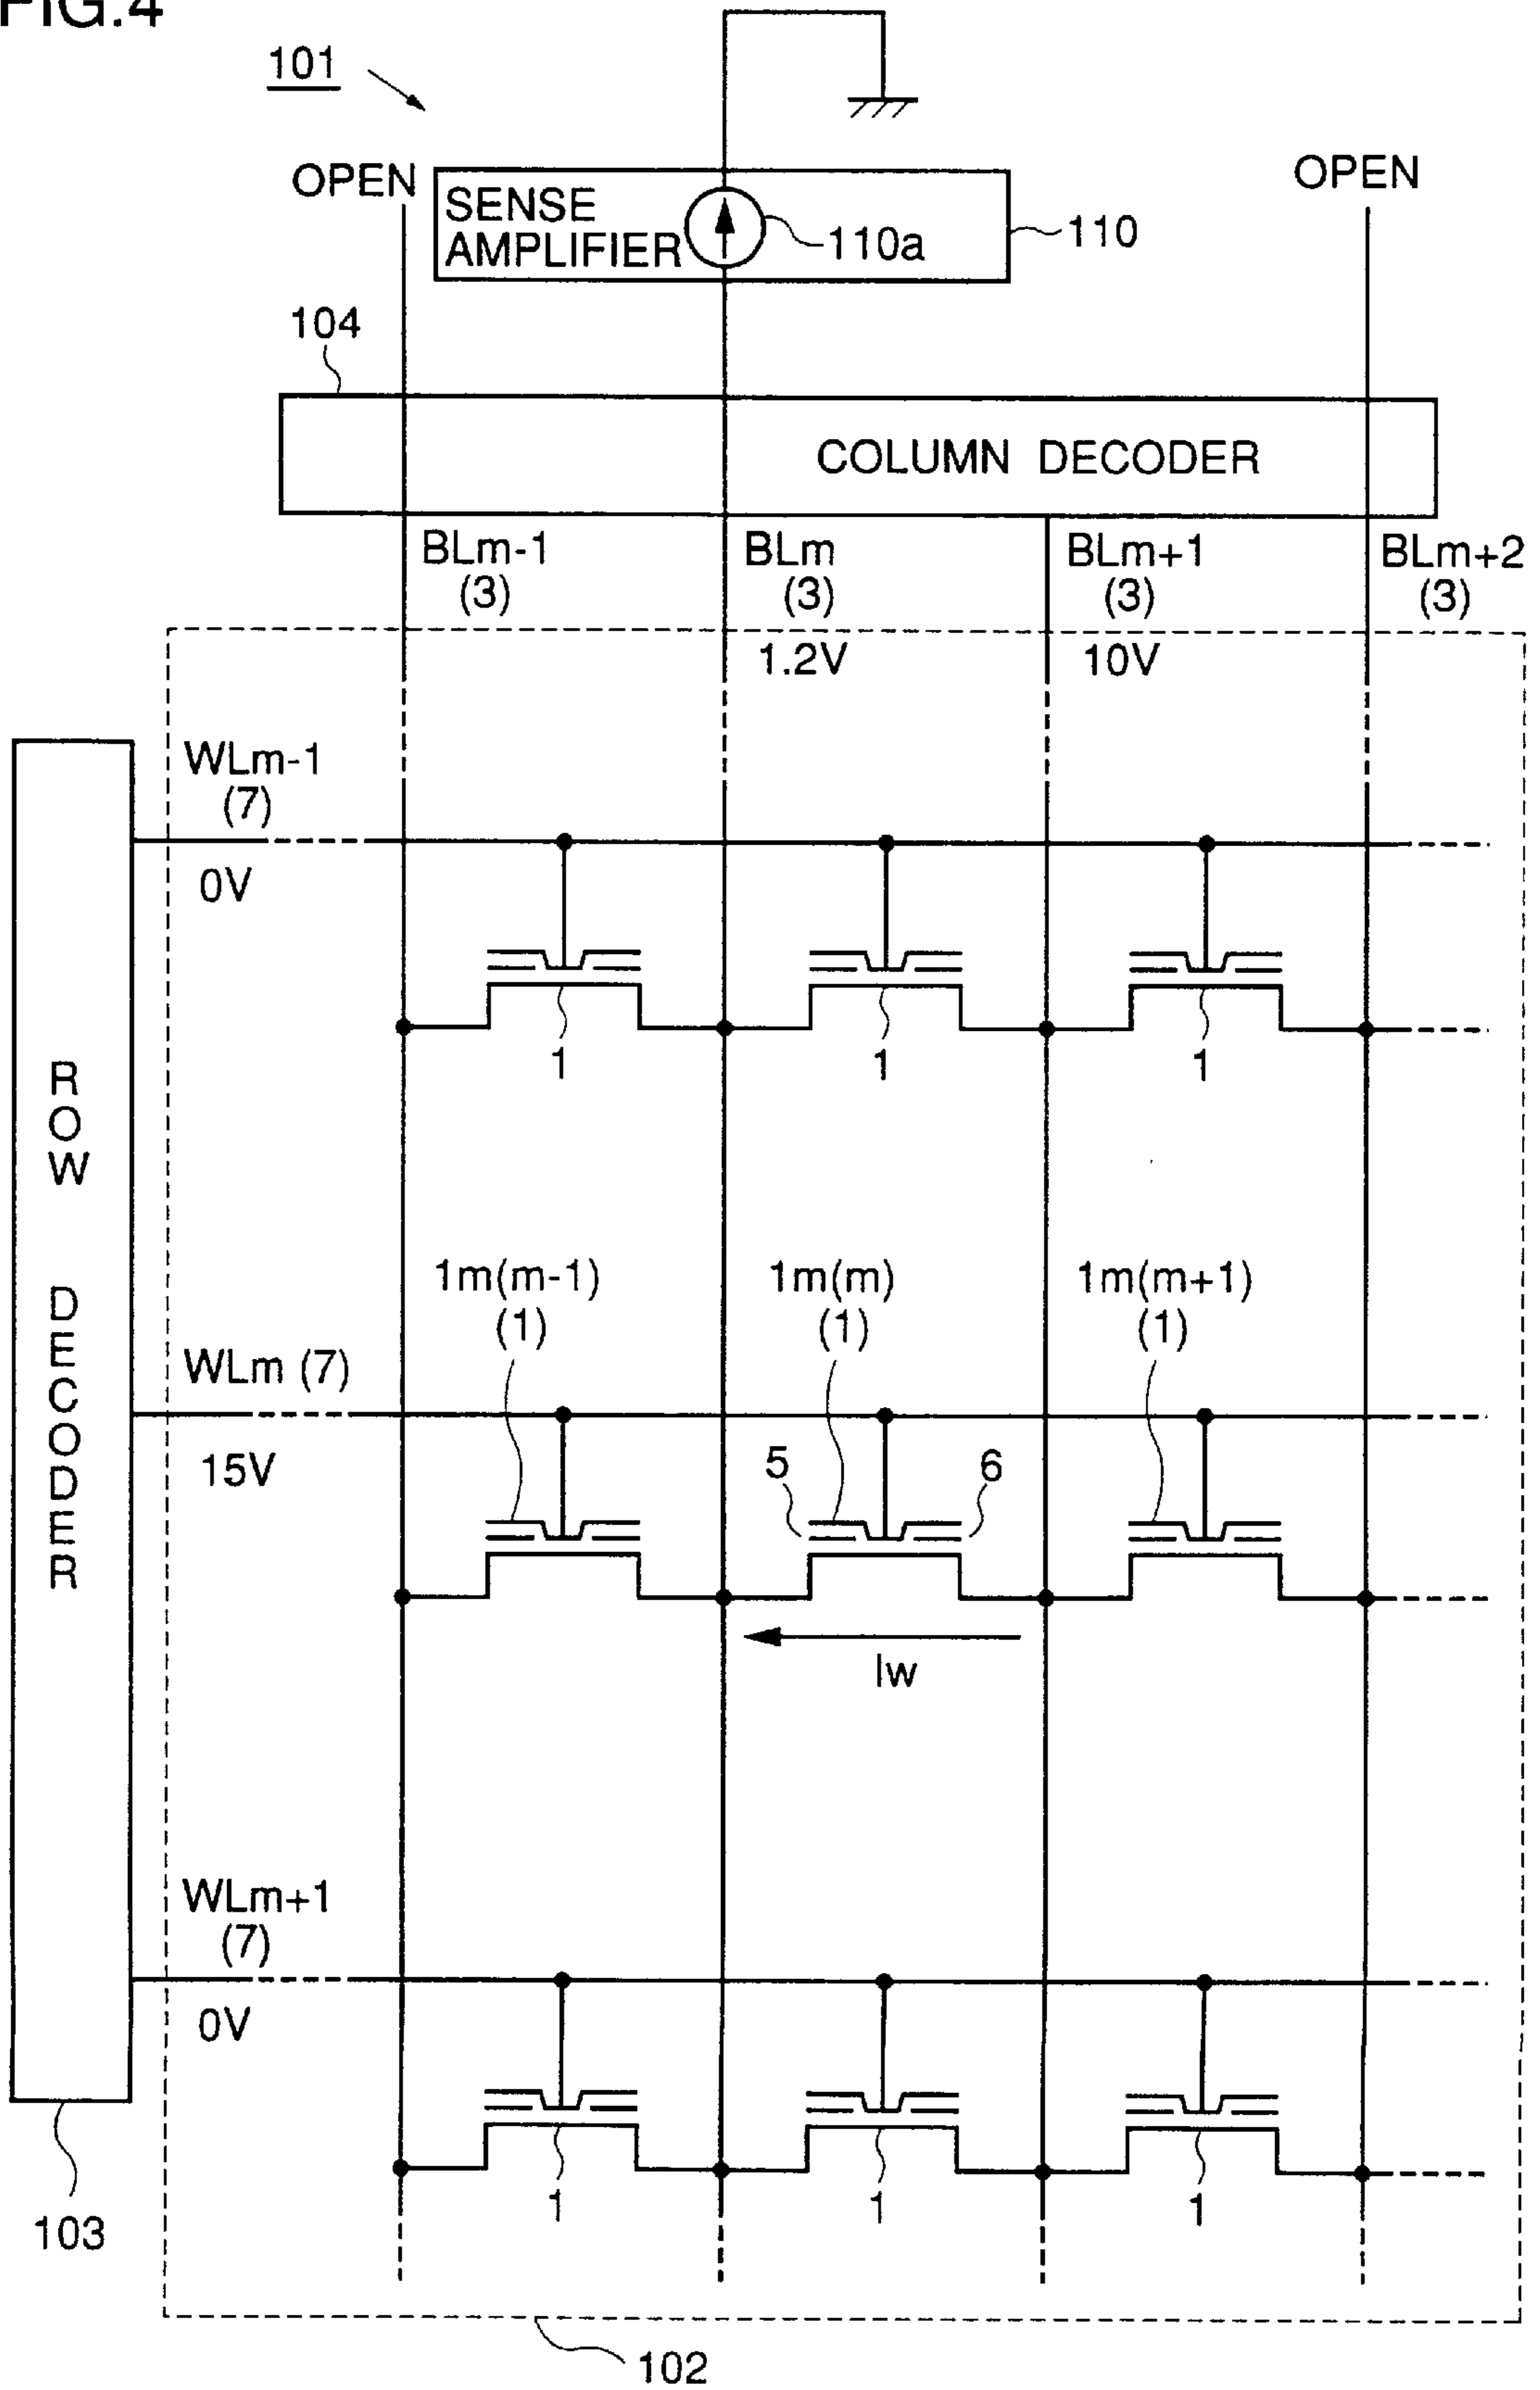 FIG.4
101
OPEN
OPEN
SENSE
AMPLIFIER
110a
110
104
COLUMN DECODER
BLm-1
(3)
BLm
(3)
BLm+1
(3)
BLm+2
(3)
1.2V
10V
WLm-1
(7)
0V
1
1
1
ROW DECODER
1m(m-1)
(1)
1m(m)
(1)
1m(m+1)
(1)
WLm (7)
15V
5
6
Iw
WLm+1
(7)
0V
1
1
1
103
102